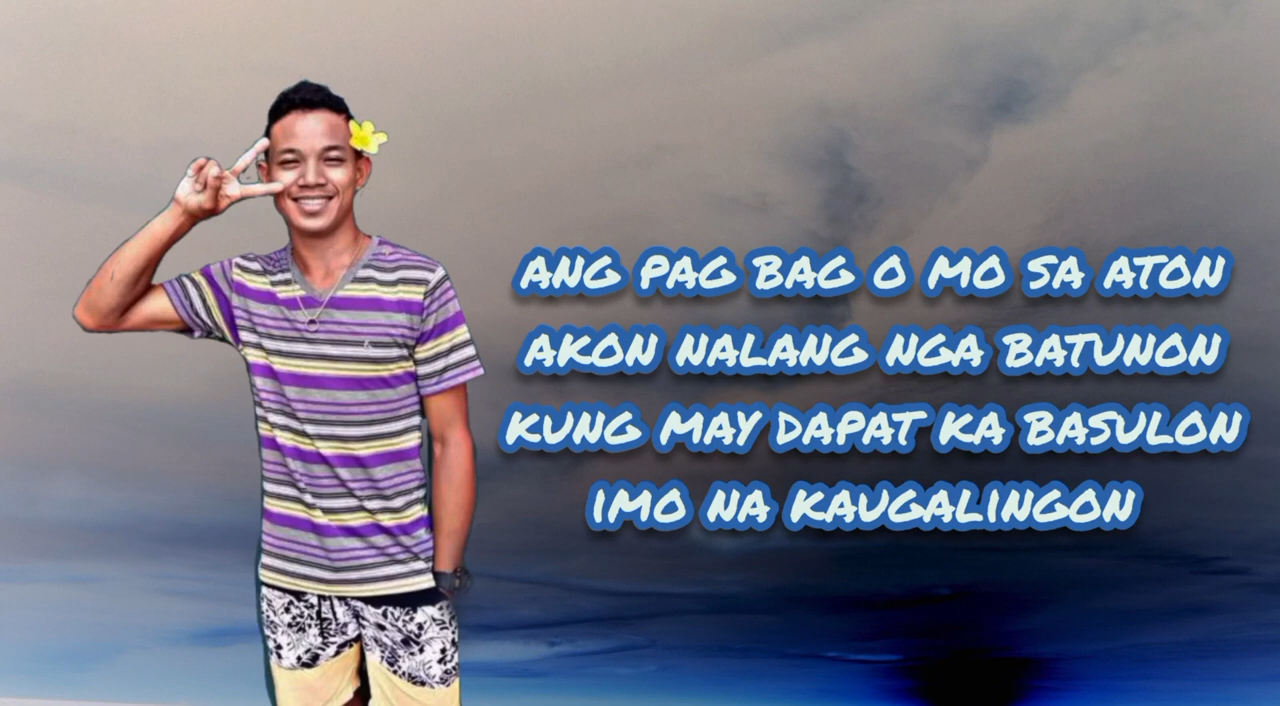 ANG PAG BAG O MO SA ATON
AKON NALANG NGA BATUNON
KUNG MAY DAPAT KA BASULON
IMO NA KAUGALINGON